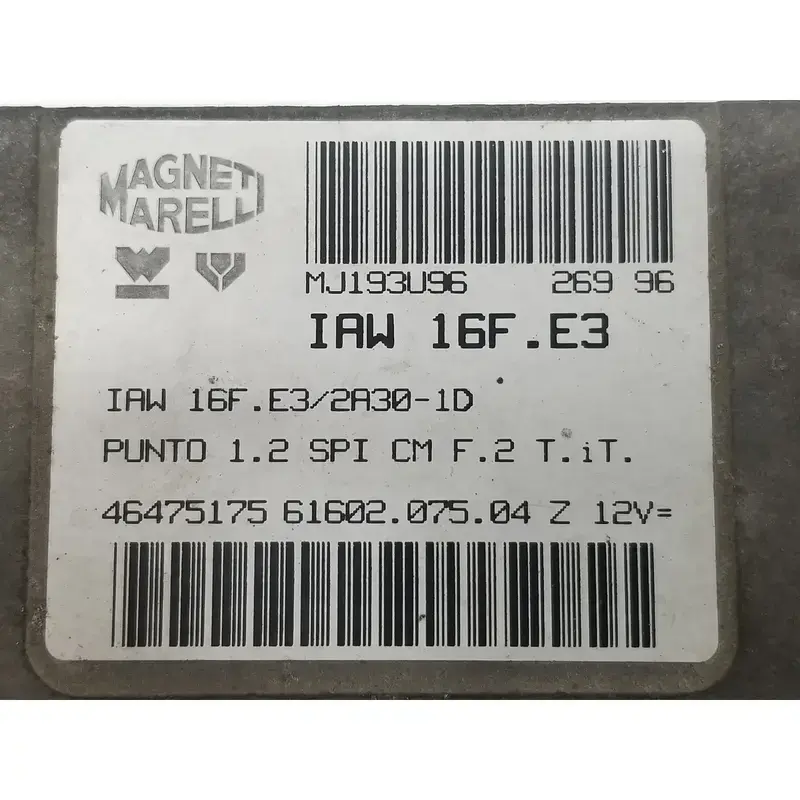 MAGNETI
MARELLI
MJ193U96 269 96
IAW 16F.E3
IAW 16F.E3/2A30-1D
PUNTO 1.2 SPI CM F.2 T.iT.
46475175 61602.075.04 Z 12V=